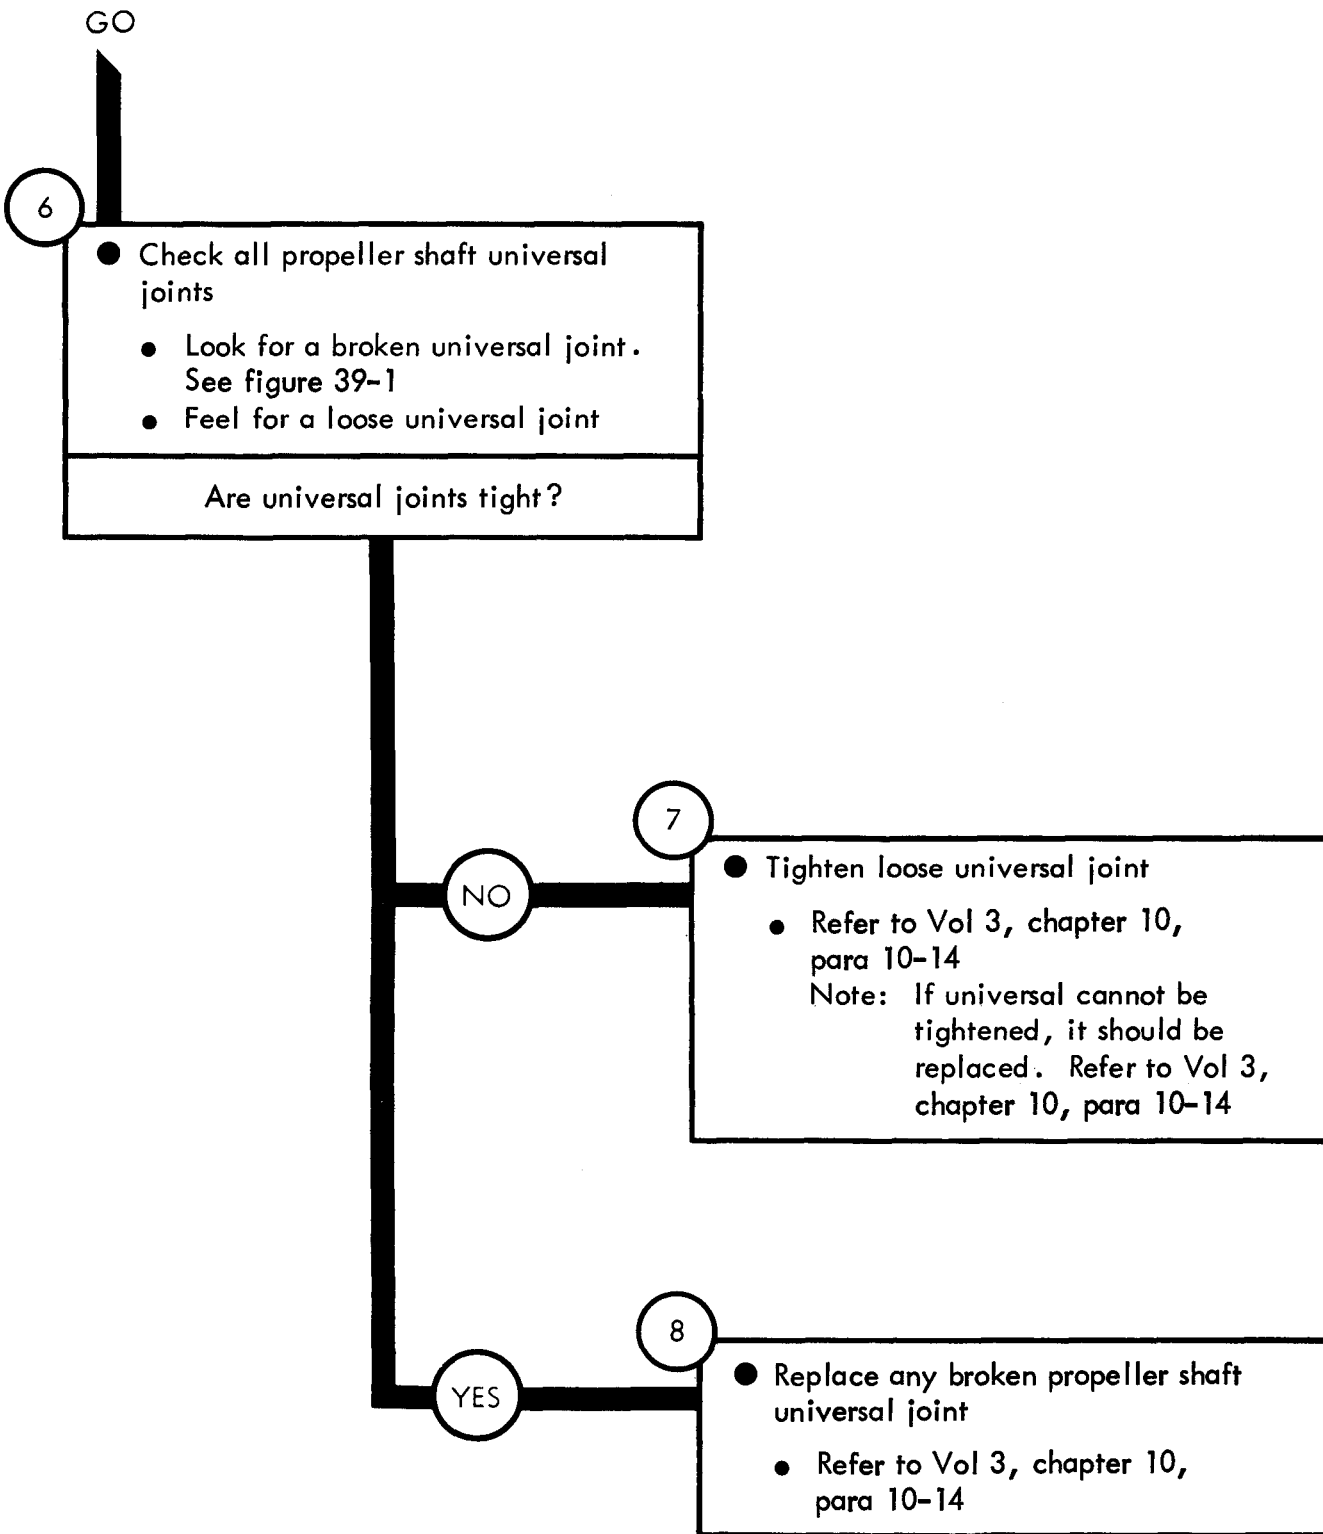 GO
6
● Check all propeller shaft universal
joints
● Look for a broken universal joint.
See figure 39-1
● Feel for a loose universal joint
Are universal joints tight?
7
NO
● Tighten loose universal joint
● Refer to Vol 3, chapter 10,
para 10-14
Note: If universal cannot be
tightened, it should be
replaced. Refer to Vol 3,
chapter 10, para 10-14
8
YES
● Replace any broken propeller shaft
universal joint
● Refer to Vol 3, chapter 10,
para 10-14